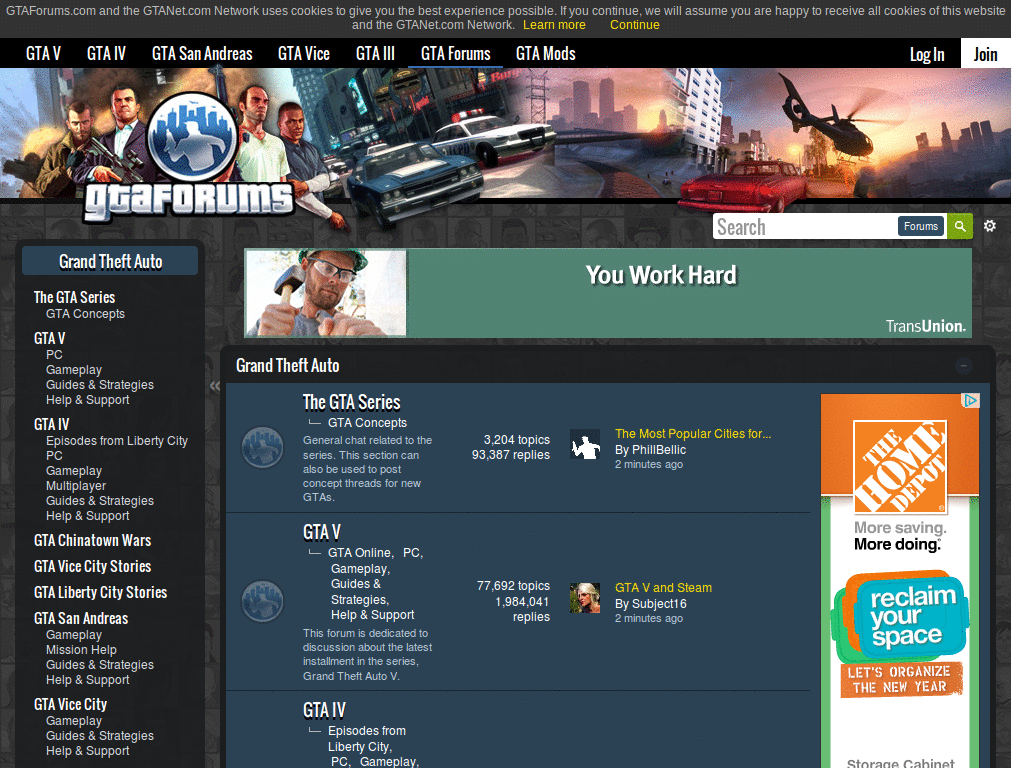 GTAForums.com and the GTANet.com Network uses cookies to give you the best experience possible. If you continue, we will assume you are happy to receive all cookies of this website
and the GTANet.com Network. Learn more Continue
GTA V GTA IV GTA San Andreas GTA Vice GTA III GTA Forums GTA Mods Log In Join
gtaForums
Search Forums
Grand Theft Auto
The GTA Series
GTA Concepts
GTA V
PC
Gameplay
Guides & Strategies
Help & Support
GTA IV
Episodes from Liberty City
PC
Gameplay
Multiplayer
Guides & Strategies
Help & Support
GTA Chinatown Wars
GTA Vice City Stories
GTA Liberty City Stories
GTA San Andreas
Gameplay
Mission Help
Guides & Strategies
Help & Support
GTA Vice City
Gameplay
Guides & Strategies
Help & Support
You Work Hard
TransUnion.
Grand Theft Auto
The GTA Series
GTA Concepts
General chat related to the
series. This section can
also be used to post
concept threads for new
GTAs.
3,204 topics
93,387 replies
The Most Popular Cities for...
By PhillBellic
2 minutes ago
GTA V
GTA Online, PC,
Gameplay,
Guides &
Strategies,
Help & Support
This forum is dedicated to
discussion about the latest
installment in the series,
Grand Theft Auto V.
77,692 topics
1,984,041
replies
GTA V and Steam
By Subject16
2 minutes ago
GTA IV
Episodes from
Liberty City,
PC, Gameplay,
THE
HOME
DEPOT
More saving.
More doing.
reclaim
your
space
LET'S ORGANIZE
THE NEW YEAR
Storage Cabinet